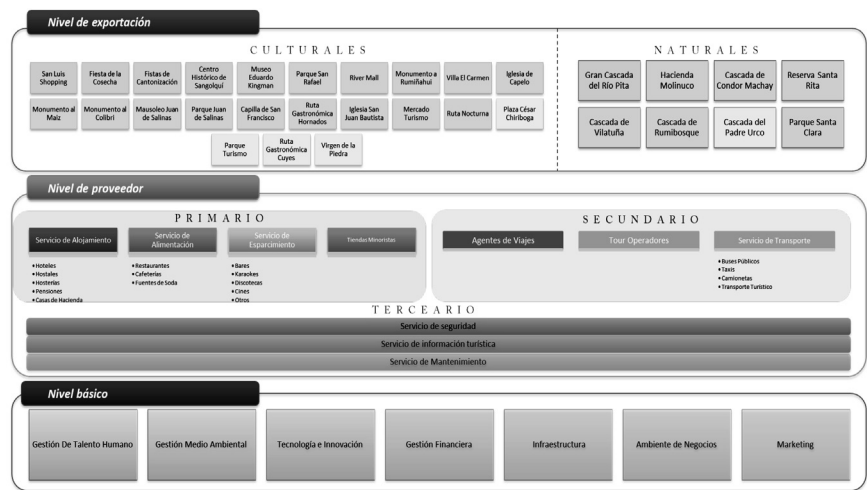 Nivel de exportación
CULTURALES
San Luis
Shopping
Fiesta de la
Cosecha
Fistas de
Cantonización
Centro
Histórico de
Sangolquí
Museo
Eduardo
Kingman
Parque San
Rafael
River Mall
Monumento a
Rumiñahui
Villa El Carmen
Iglesia de
Capelo
Monumento al
Maiz
Monumento al
Colibri
Mausoleo Juan
de Salinas
Parque Juan
de Salinas
Capilla de San
Francisco
Ruta
Gastronómica
Hornados
Iglesia San
Juan Bautista
Mercado
Turismo
Ruta Nocturna
Plaza César
Chiriboga
Parque
Turismo
Ruta
Gastronómica
Cuyes
Virgen de la
Piedra
NATURALES
Gran Cascada
del Río Pita
Hacienda
Molinuco
Cascada de
Condor Machay
Reserva Santa
Rita
Cascada de
Vilatuña
Cascada de
Rumibosque
Cascada del
Padre Urco
Parque Santa
Clara
Nivel de proveedor
PRIMARIO
Servicio de Alojamiento
• Hoteles
• Hostales
• Hosterías
• Pensiones
• Casas de Hacienda
Servicio de
Alimentación
• Restaurantes
• Cafeterías
• Fuentes de Soda
Servicio de
Esparcimiento
• Bares
• Karaokes
• Discotecas
• Cines
• Otros
Tiendas Minoristas
SECUNDARIO
Agentes de Viajes
Tour Operadores
Servicio de Transporte
• Buses Públicos
• Taxis
• Camionetas
• Transporte Turístico
TERCEARIO
Servicio de seguridad
Servicio de información turística
Servicio de Mantenimiento
Nivel básico
Gestión De Talento Humano
Gestión Medio Ambiental
Tecnología e Innovación
Gestión Financiera
Infraestructura
Ambiente de Negocios
Marketing